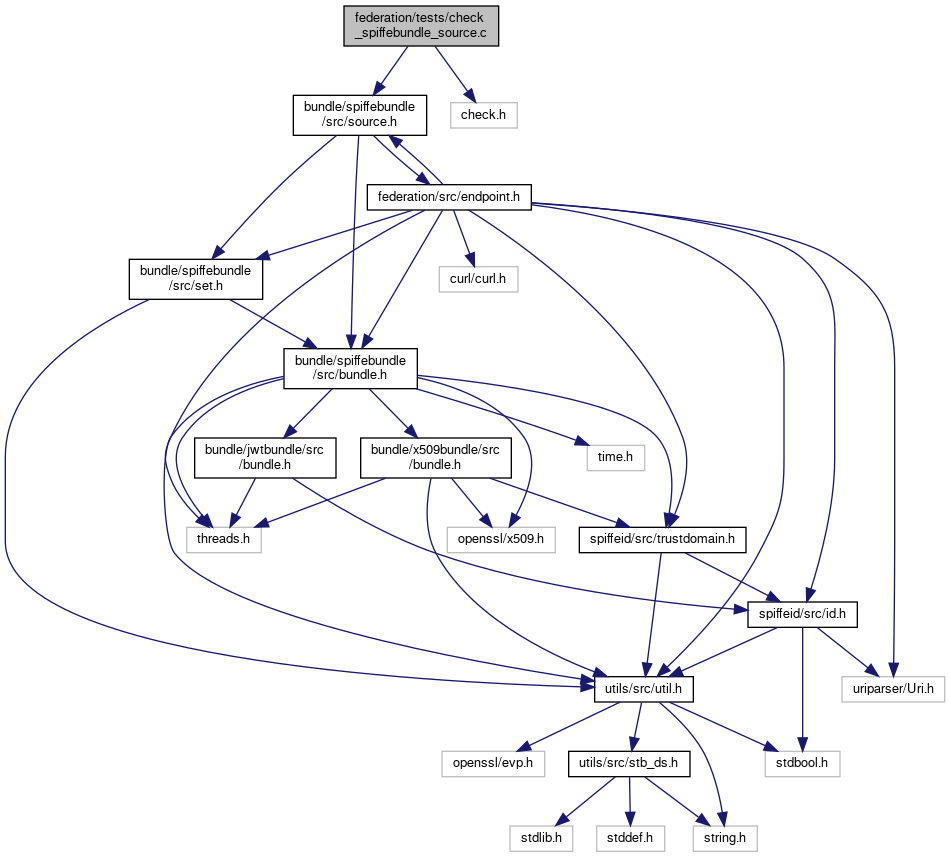 federation/tests/check
_spiffebundle_source.c
bundle/spiffebundle
/src/source.h
check.h
federation/src/endpoint.h
bundle/spiffebundle
/src/set.h
curl/curl.h
bundle/spiffebundle
/src/bundle.h
bundle/jwtbundle/src
/bundle.h
bundle/x509bundle/src
/bundle.h
time.h
threads.h
openssl/x509.h
spiffeid/src/trustdomain.h
spiffeid/src/id.h
utils/src/util.h
uriparser/Uri.h
openssl/evp.h
utils/src/stb_ds.h
stdbool.h
stdlib.h
stddef.h
string.h